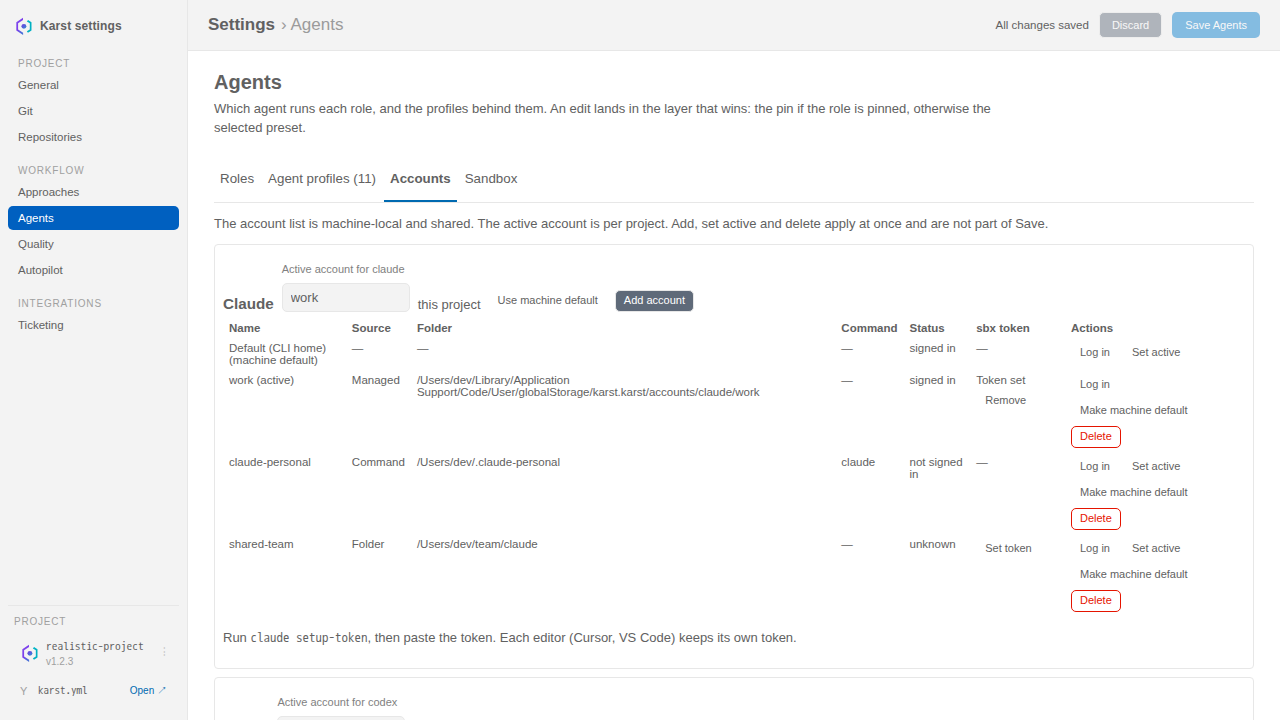 Karst settings
Settings › Agents
All changes saved
Discard
Save Agents
PROJECT
General
Git
Repositories
WORKFLOW
Approaches
Agents
Quality
Autopilot
INTEGRATIONS
Ticketing
PROJECT
realistic-project
v1.2.3
Y karst.yml Open ↗
Agents
Which agent runs each role, and the profiles behind them. An edit lands in the layer that wins: the pin if the role is pinned, otherwise the
selected preset.
Roles Agent profiles (11) Accounts Sandbox
The account list is machine-local and shared. The active account is per project. Add, set active and delete apply at once and are not part of Save.
Active account for claude
Claude work this project Use machine default Add account
Name Source Folder Command Status sbx token Actions
Default (CLI home) — — — signed in — Log in Set active
(machine default)
work (active) Managed /Users/dev/Library/Application — signed in Token set Log in
Support/Code/User/globalStorage/karst.karst/accounts/claude/work
Remove
Make machine default
Delete
claude-personal Command /Users/dev/.claude-personal claude not signed — Log in Set active
in
Make machine default
Delete
shared-team Folder /Users/dev/team/claude — unknown Set token Log in Set active
Make machine default
Delete
Run claude setup-token, then paste the token. Each editor (Cursor, VS Code) keeps its own token.
Active account for codex